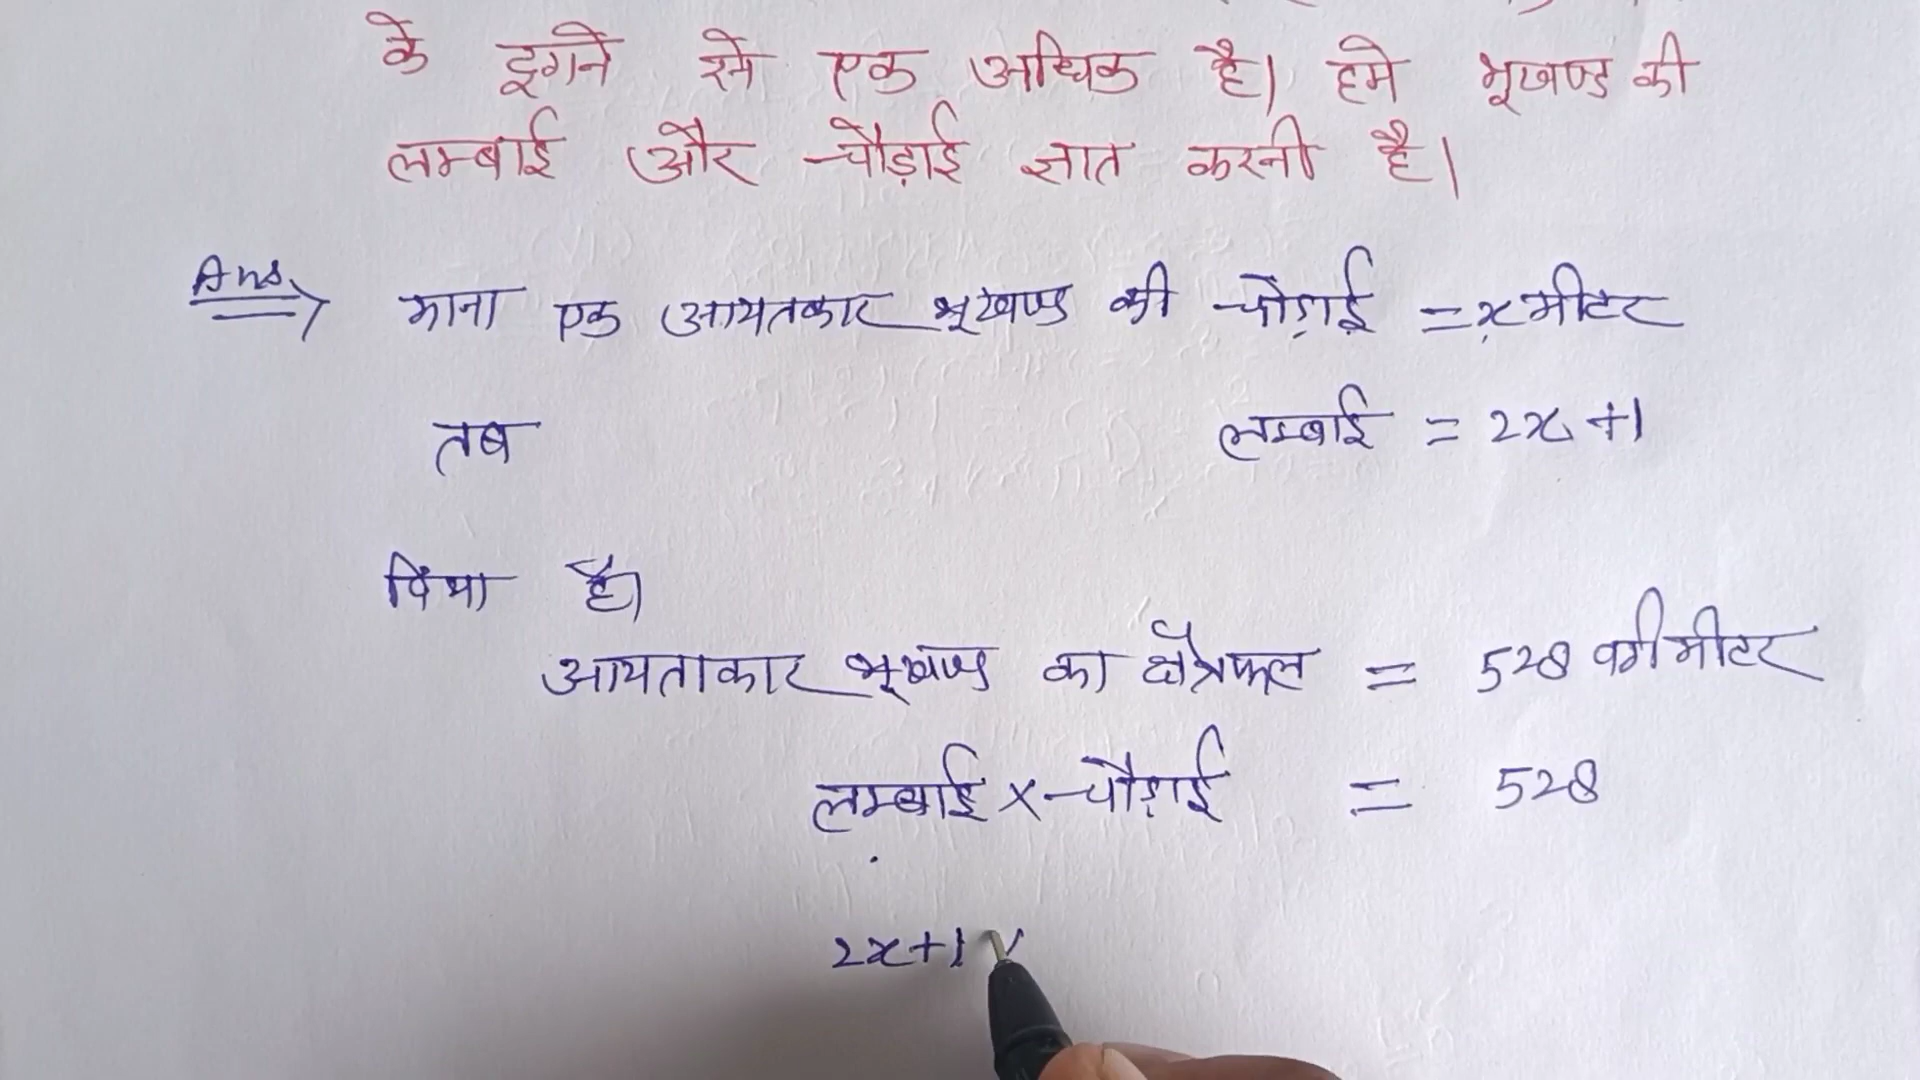 के दुगने से एक अधिक है। हमे भूखण्ड की
लम्बाई और चौड़ाई ज्ञात करनी है।
Ans. माना एक आयतकार भूखण्ड की चौड़ाई = x मीटर
तब लम्बाई = 2x + 1
दिया है।
आयताकार भूखण्ड का क्षेत्रफल = 528 वर्ग मीटर
लम्बाई × चौड़ाई = 528
2x+1 ×